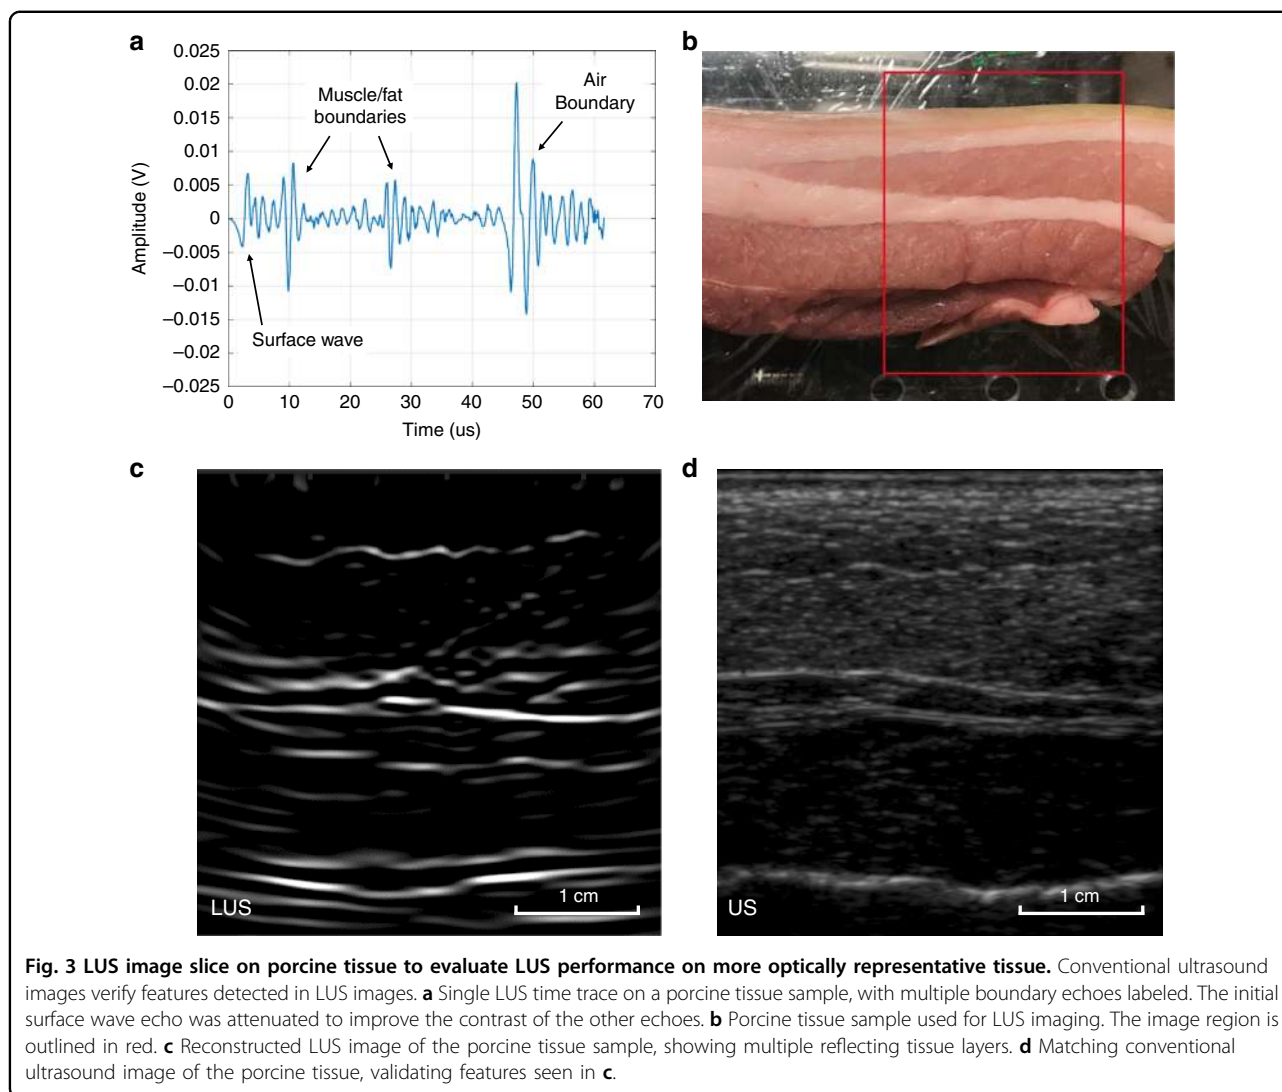 a
b
0.025
0.02
0.015
0.01
0.005
0
−0.005
−0.01
−0.015
−0.02
−0.025
Amplitude (V)
0 10 20 30 40 50 60 70
Time (us)
Muscle/fat
boundaries
Air
Boundary
Surface wave
c
d
LUS
1 cm
US
1 cm
Fig. 3 LUS image slice on porcine tissue to evaluate LUS performance on more optically representative tissue. Conventional ultrasound
images verify features detected in LUS images. a Single LUS time trace on a porcine tissue sample, with multiple boundary echoes labeled. The initial
surface wave echo was attenuated to improve the contrast of the other echoes. b Porcine tissue sample used for LUS imaging. The image region is
outlined in red. c Reconstructed LUS image of the porcine tissue sample, showing multiple reflecting tissue layers. d Matching conventional
ultrasound image of the porcine tissue, validating features seen in c.